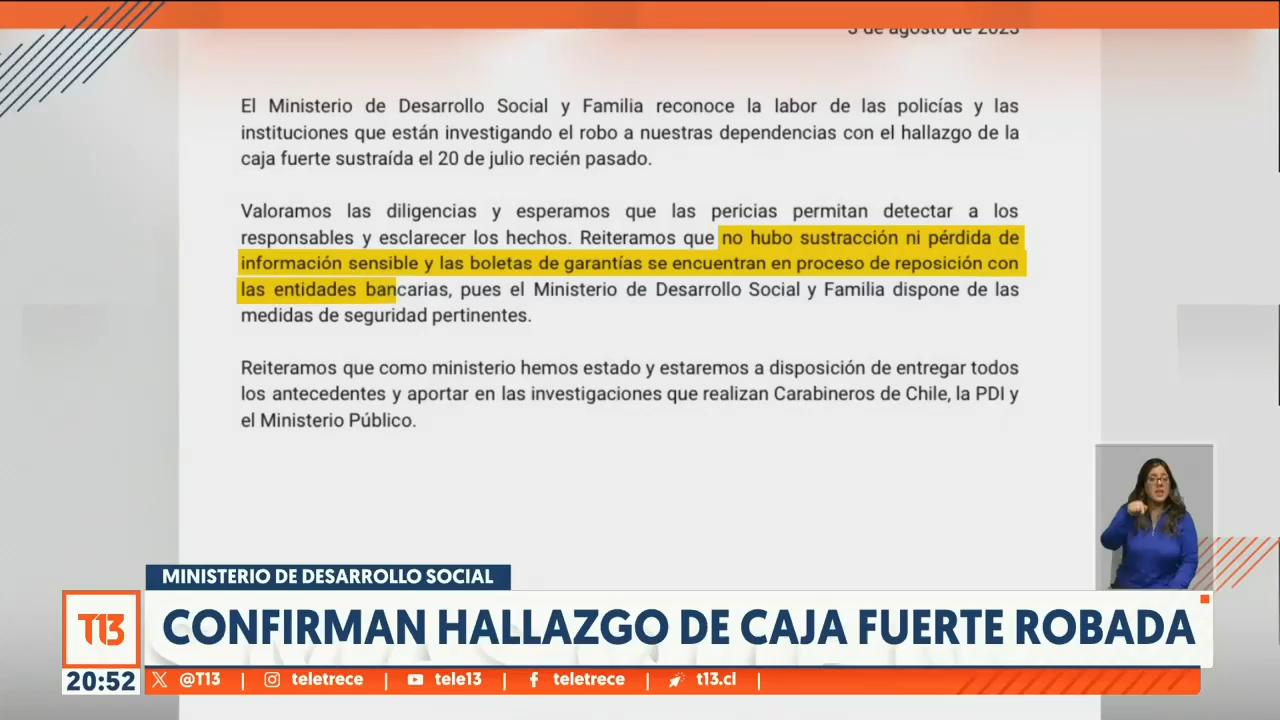 3 de agosto de 2023
El Ministerio de Desarrollo Social y Familia reconoce la labor de las policías y las
instituciones que están investigando el robo a nuestras dependencias con el hallazgo de la
caja fuerte sustraída el 20 de julio recién pasado.
Valoramos las diligencias y esperamos que las pericias permitan detectar a los
responsables y esclarecer los hechos. Reiteramos que no hubo sustracción ni pérdida de
información sensible y las boletas de garantías se encuentran en proceso de reposición con
las entidades bancarias, pues el Ministerio de Desarrollo Social y Familia dispone de las
medidas de seguridad pertinentes.
Reiteramos que como ministerio hemos estado y estaremos a disposición de entregar todos
los antecedentes y aportar en las investigaciones que realizan Carabineros de Chile, la PDI y
el Ministerio Público.
MINISTERIO DE DESARROLLO SOCIAL
T13
CONFIRMAN HALLAZGO DE CAJA FUERTE ROBADA
20:52
@T13 | teletrece | tele13 | teletrece | t13.cl |